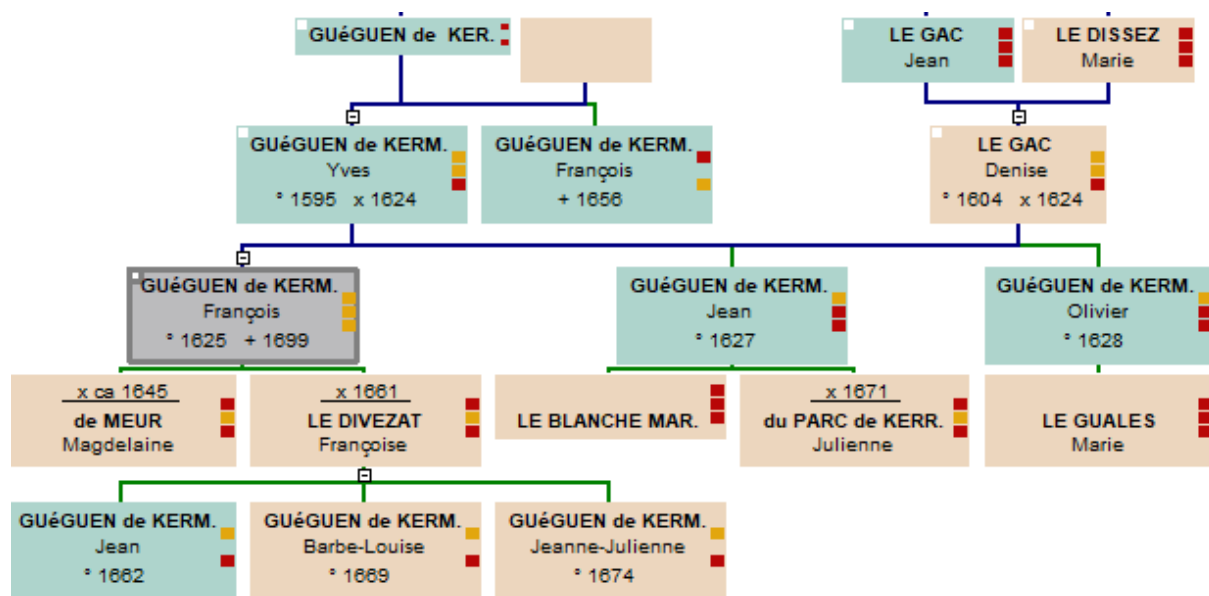 GUéGUEN de KER.
LE GAC
Jean
LE DISSEZ
Marie
GUéGUEN de KERM.
Yves
° 1595 x 1624
GUéGUEN de KERM.
François
+ 1656
LE GAC
Denise
° 1604 x 1624
GUéGUEN de KERM.
François
° 1625 + 1699
GUéGUEN de KERM.
Jean
° 1627
GUéGUEN de KERM.
Olivier
° 1628
x ca 1645
de MEUR
Magdelaine
x 1661
LE DIVEZAT
Françoise
LE BLANCHE MAR.
x 1671
du PARC de KERR.
Julienne
LE GUALES
Marie
GUéGUEN de KERM.
Jean
° 1662
GUéGUEN de KERM.
Barbe-Louise
° 1669
GUéGUEN de KERM.
Jeanne-Julienne
° 1674